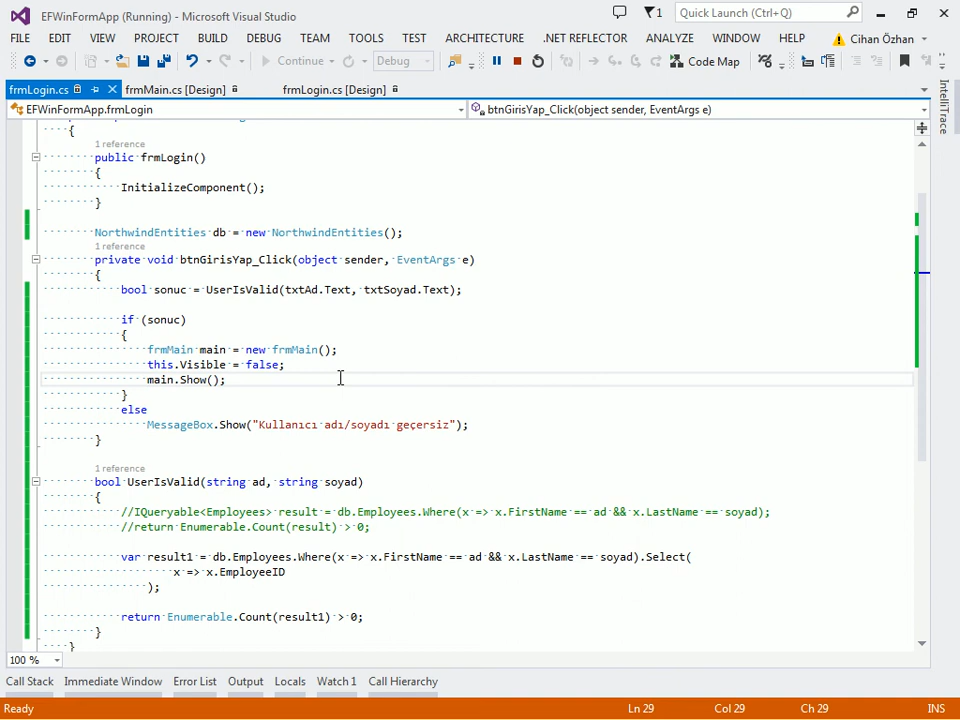 EFWinFormApp (Running) - Microsoft Visual Studio
1
Quick Launch (Ctrl+Q)
FILE EDIT VIEW PROJECT BUILD DEBUG TEAM TOOLS TEST ARCHITECTURE .NET REFLECTOR ANALYZE WINDOW HELP Cihan Özhan
Continue Debug Code Map
frmLogin.cs frmMain.cs [Design] frmLogin.cs [Design]
IntelliTrace
EFWinFormApp.frmLogin btnGirisYap_Click(object sender, EventArgs e)
{
1 reference
public frmLogin()
{
InitializeComponent();
}
NorthwindEntities db = new NorthwindEntities();
1 reference
private void btnGirisYap_Click(object sender, EventArgs e)
{
bool sonuc = UserIsValid(txtAd.Text, txtSoyad.Text);
if (sonuc)
{
frmMain main = new frmMain();
this.Visible = false;
main.Show();
}
else
MessageBox.Show("Kullanıcı adı/soyadı geçersiz");
}
1 reference
bool UserIsValid(string ad, string soyad)
{
//IQueryable<Employees> result = db.Employees.Where(x => x.FirstName == ad && x.LastName == soyad);
//return Enumerable.Count(result) > 0;
var result1 = db.Employees.Where(x => x.FirstName == ad && x.LastName == soyad).Select(
x => x.EmployeeID
);
return Enumerable.Count(result1) > 0;
}
}
100 %
Call Stack Immediate Window Error List Output Locals Watch 1 Call Hierarchy
Ready Ln 29 Col 29 Ch 29 INS